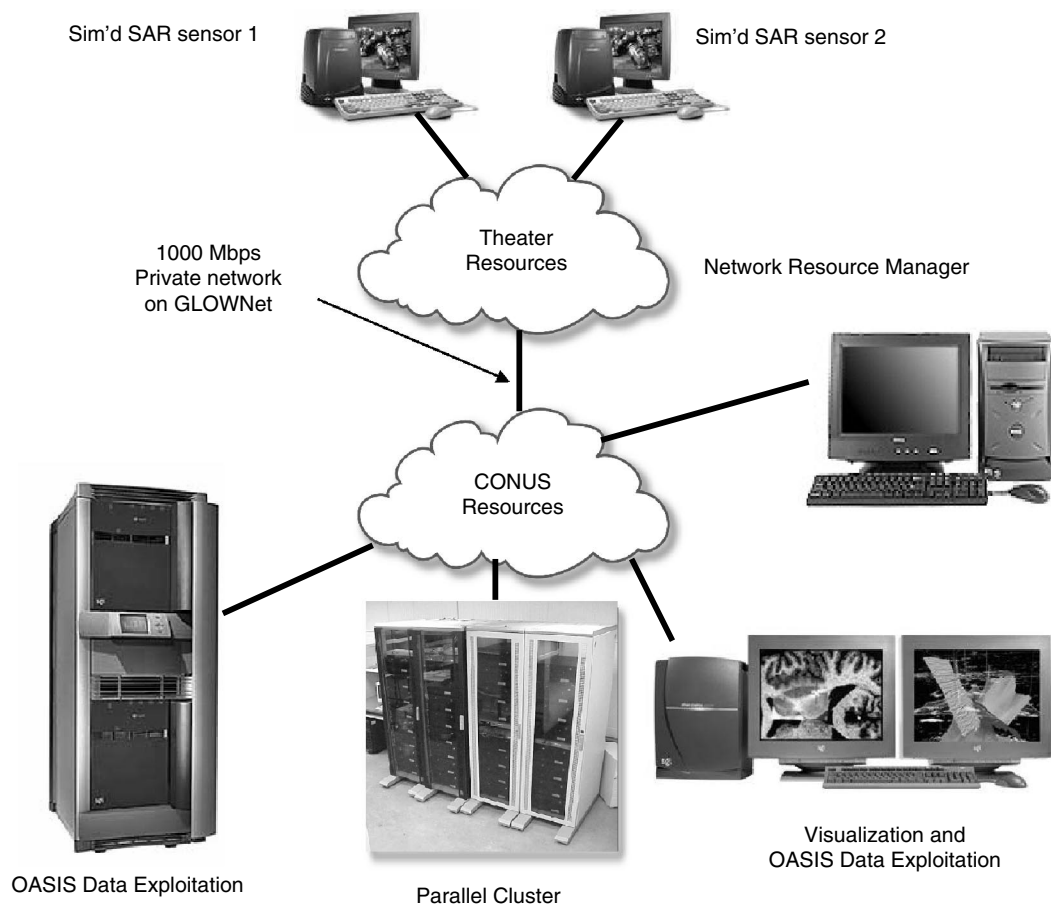 Sim’d SAR sensor 1
Sim’d SAR sensor 2
Theater
Resources
1000 Mbps
Private network
on GLOWNet
Network Resource Manager
CONUS
Resources
OASIS Data Exploitation
Parallel Cluster
Visualization and
OASIS Data Exploitation